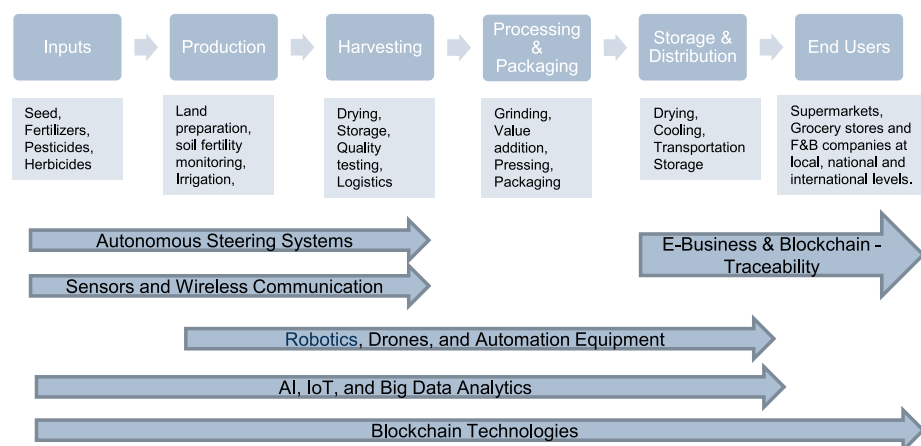 Inputs
Production
Harvesting
Processing
&
Packaging
Storage &
Distribution
End Users
Seed,
Fertilizers,
Pesticides,
Herbicides
Land
preparation,
soil fertility
monitoring,
Irrigation,
Drying,
Storage,
Quality
testing,
Logistics
Grinding,
Value
addition,
Pressing,
Packaging
Drying,
Cooling,
Transportation
Storage
Supermarkets,
Grocery stores and
F&B companies at
local, national and
international levels.
Autonomous Steering Systems
E-Business & Blockchain -
Traceability
Sensors and Wireless Communication
Robotics, Drones, and Automation Equipment
AI, IoT, and Big Data Analytics
Blockchain Technologies